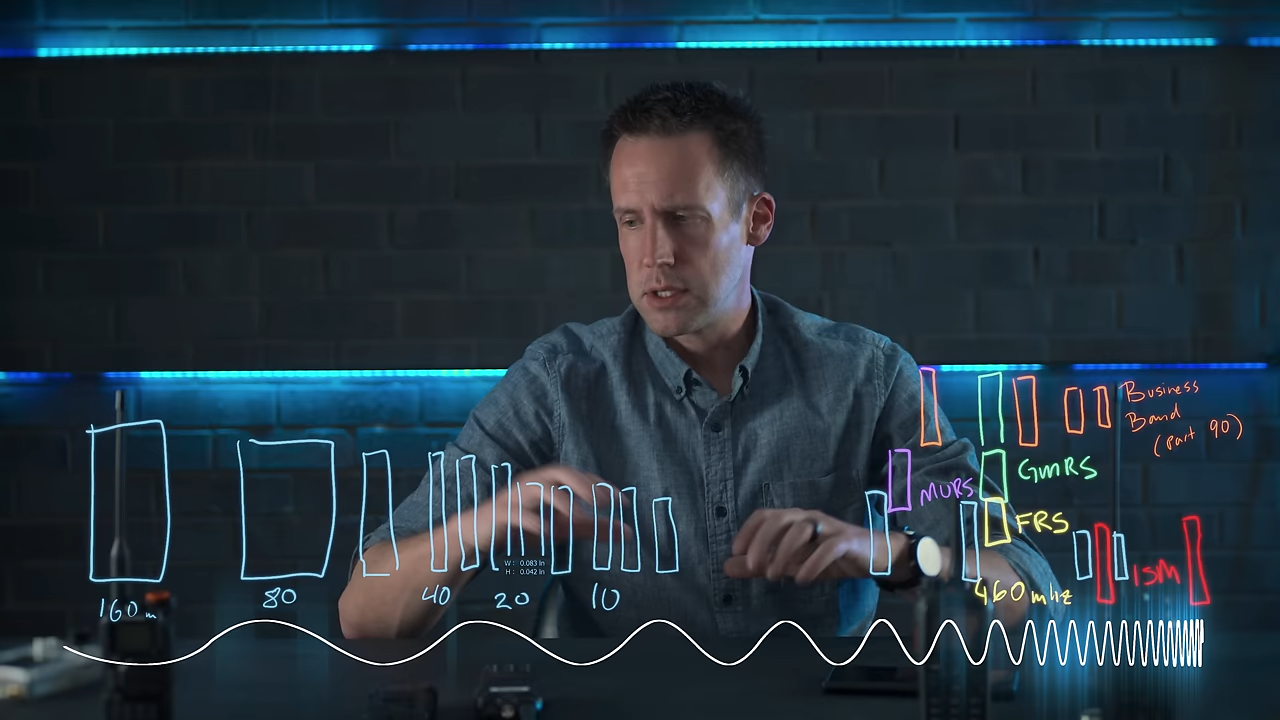 Business
Band
(Part 90)
GMRS
MURS
FRS
ISM
W: 0.083 in
H: 0.042 in
160 m
80
40
20
10
460 mhz